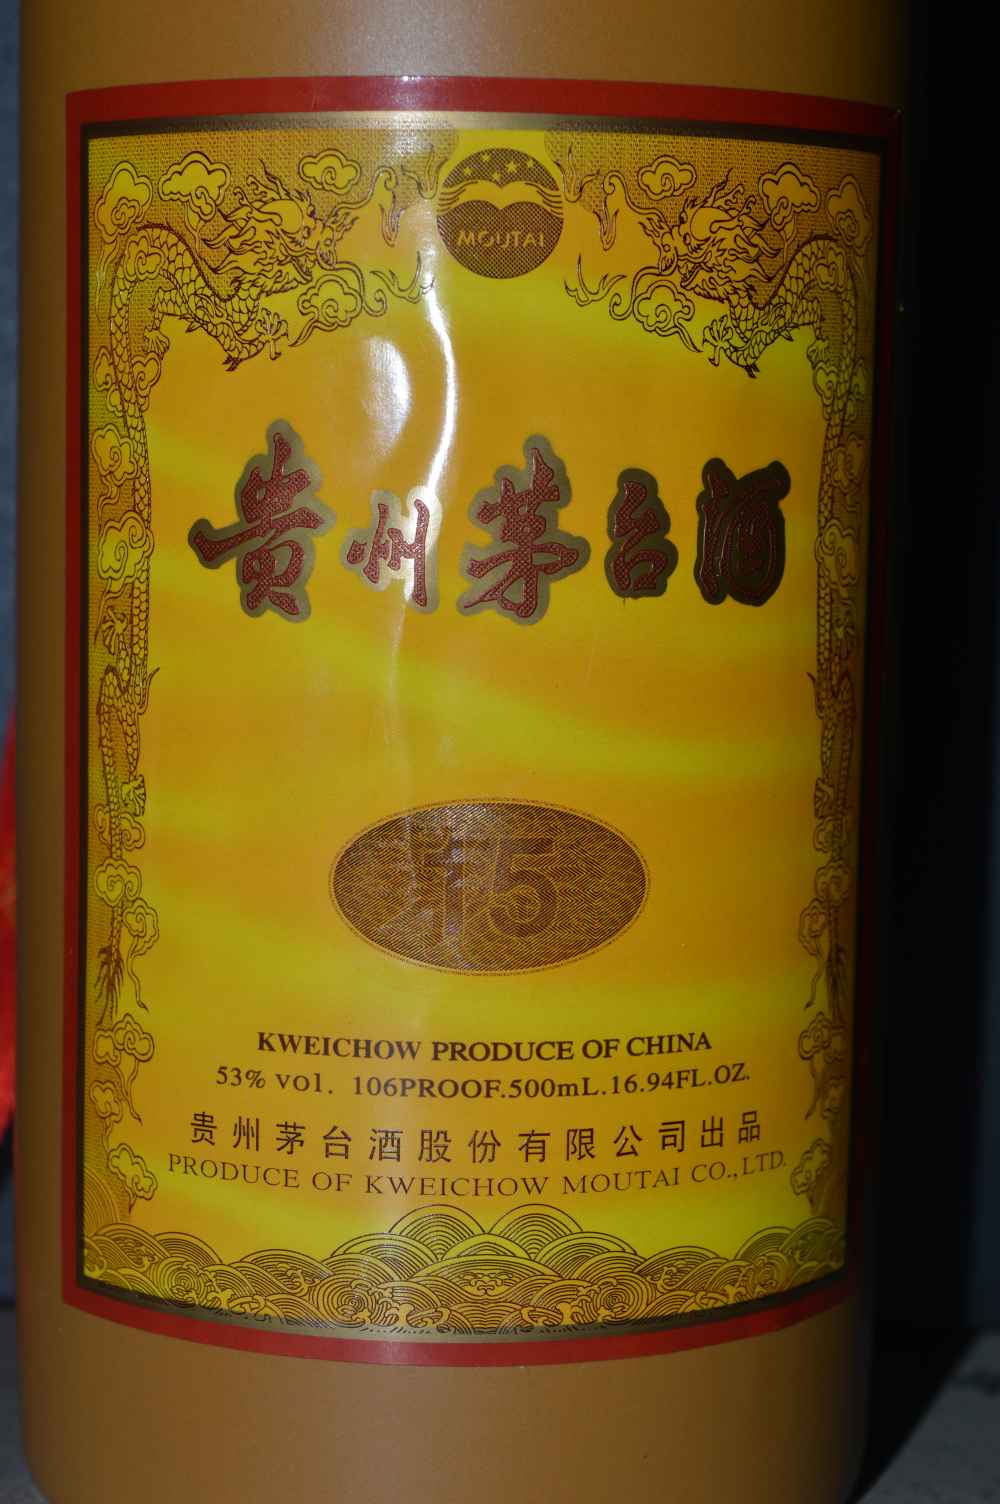 MOUTAI
贵州茅台酒
KWEICHOW PRODUCE OF CHINA
53% vol. 106PROOF.500mL.16.94FL.OZ.
贵州茅台酒股份有限公司出品
PRODUCE OF KWEICHOW MOUTAI CO.,LTD.